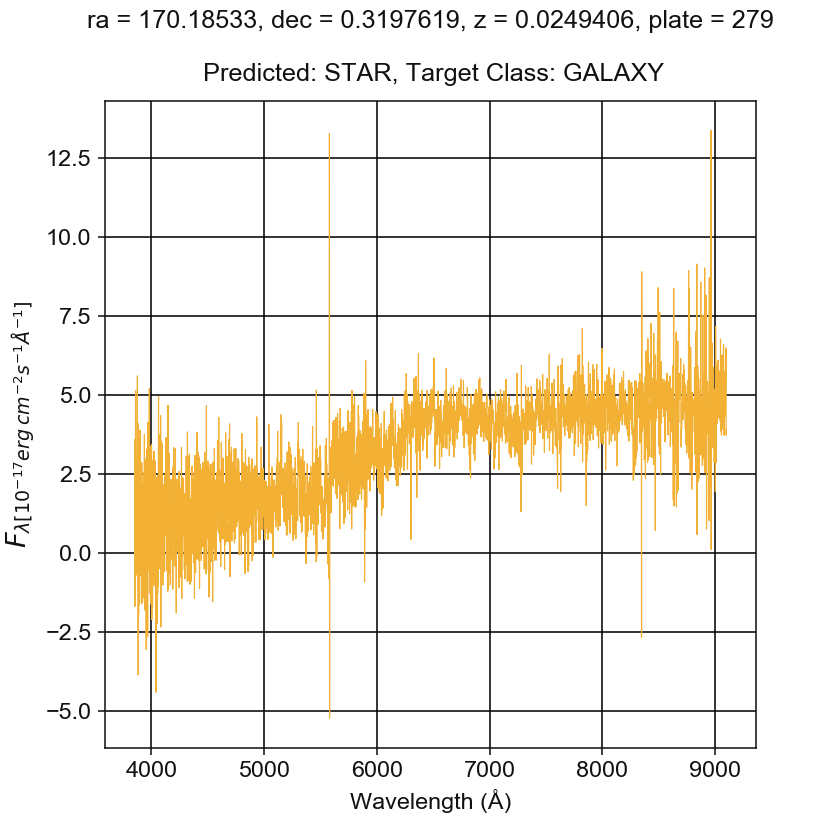 ra = 170.18533, dec = 0.3197619, z = 0.0249406, plate = 279
Predicted: STAR, Target Class: GALAXY
12.5
10.0
7.5
5.0
2.5
0.0
−2.5
−5.0
F_{λ[10^{−17} erg cm^{−2} s^{−1} Å^{−1}]}
4000 5000 6000 7000 8000 9000
Wavelength (Å)